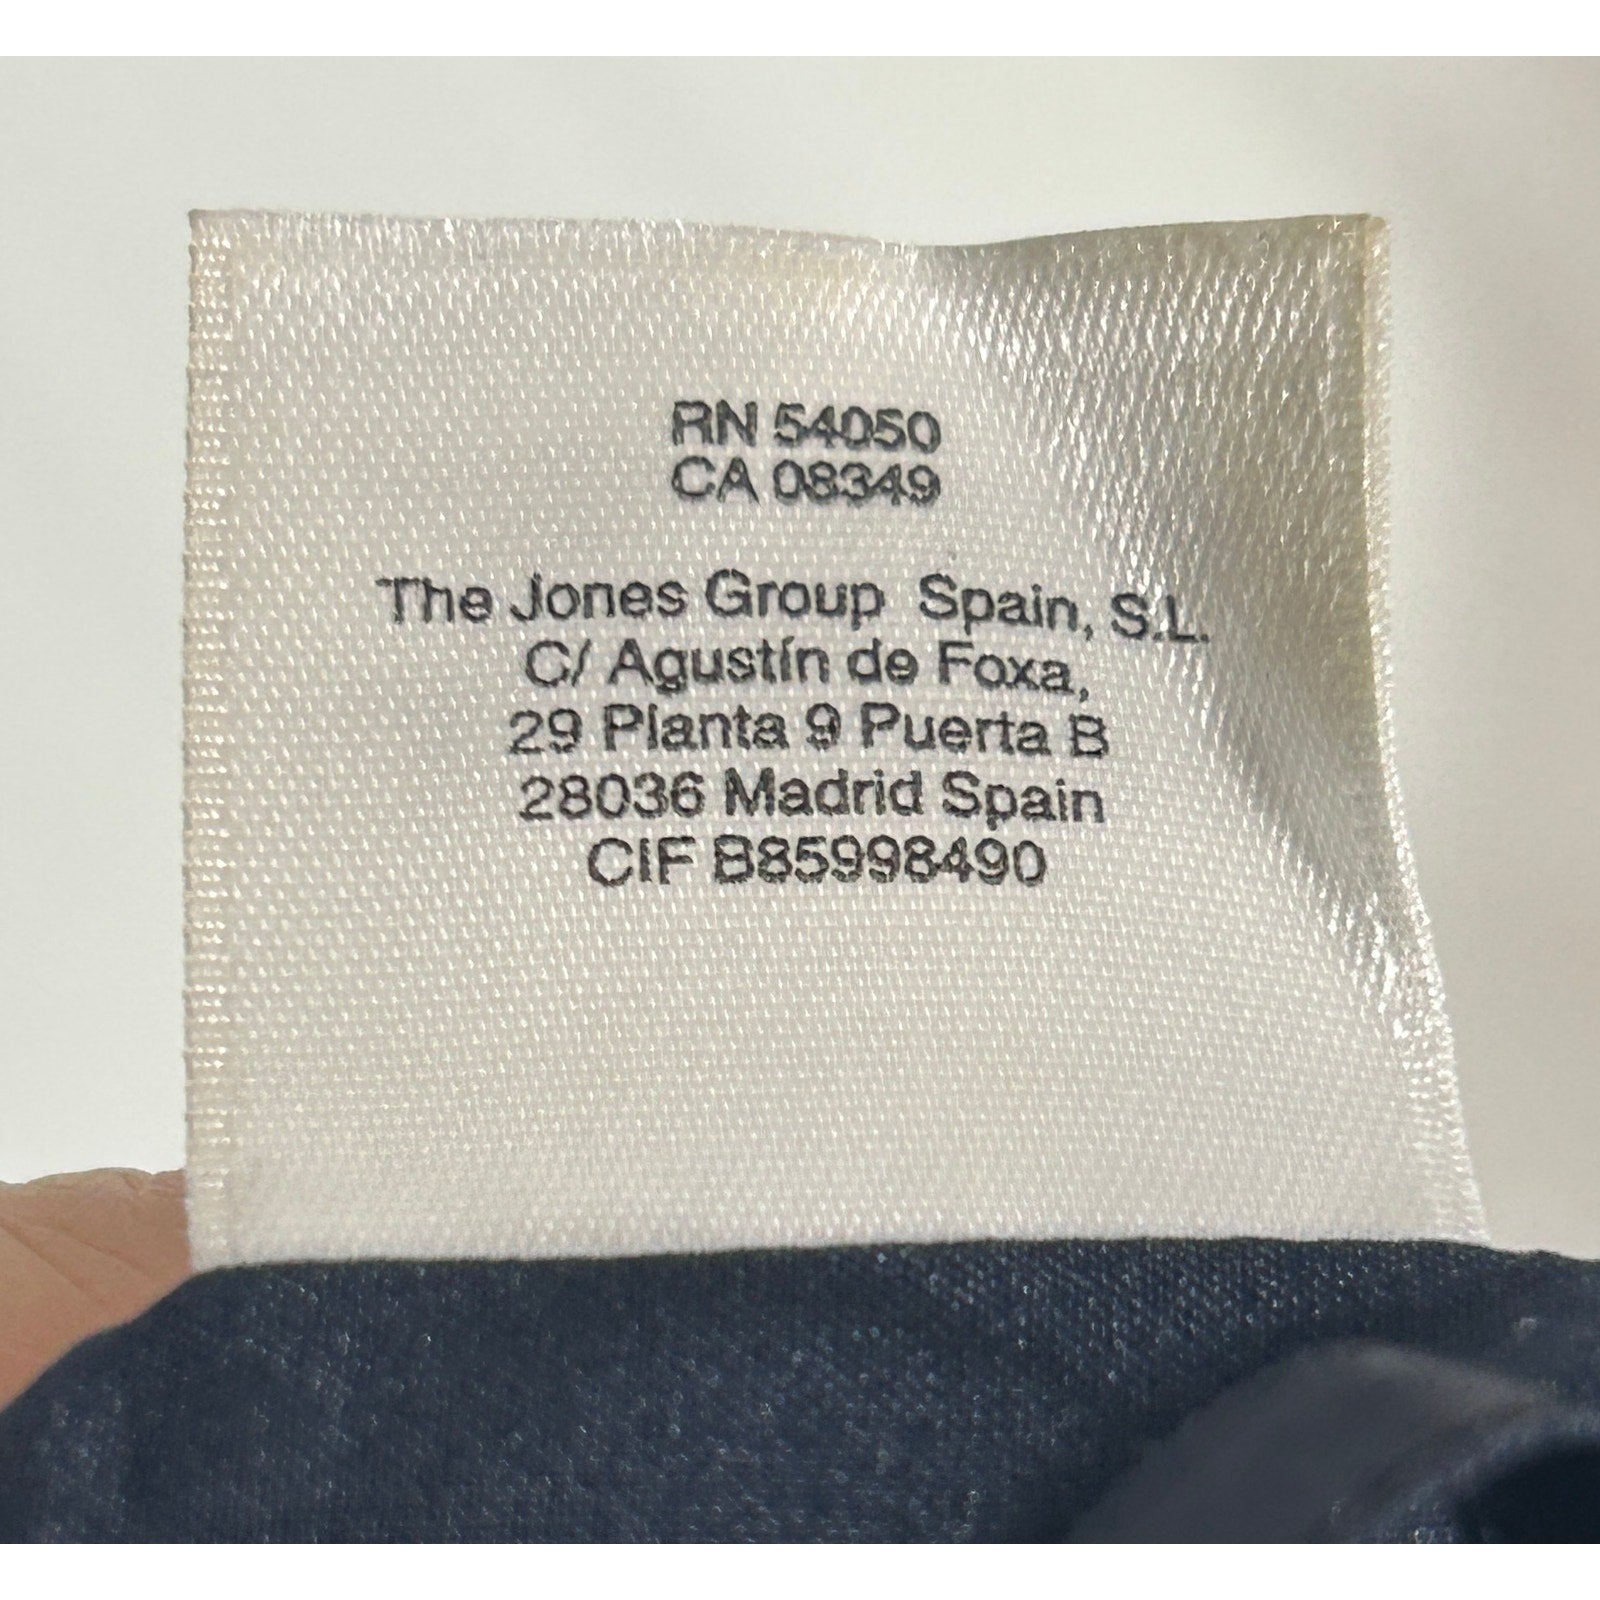 RN 54050
CA 08349
The Jones Group Spain, S.L.
C/ Agustín de Foxa,
29 Planta 9 Puerta B
28036 Madrid Spain
CIF B85998490